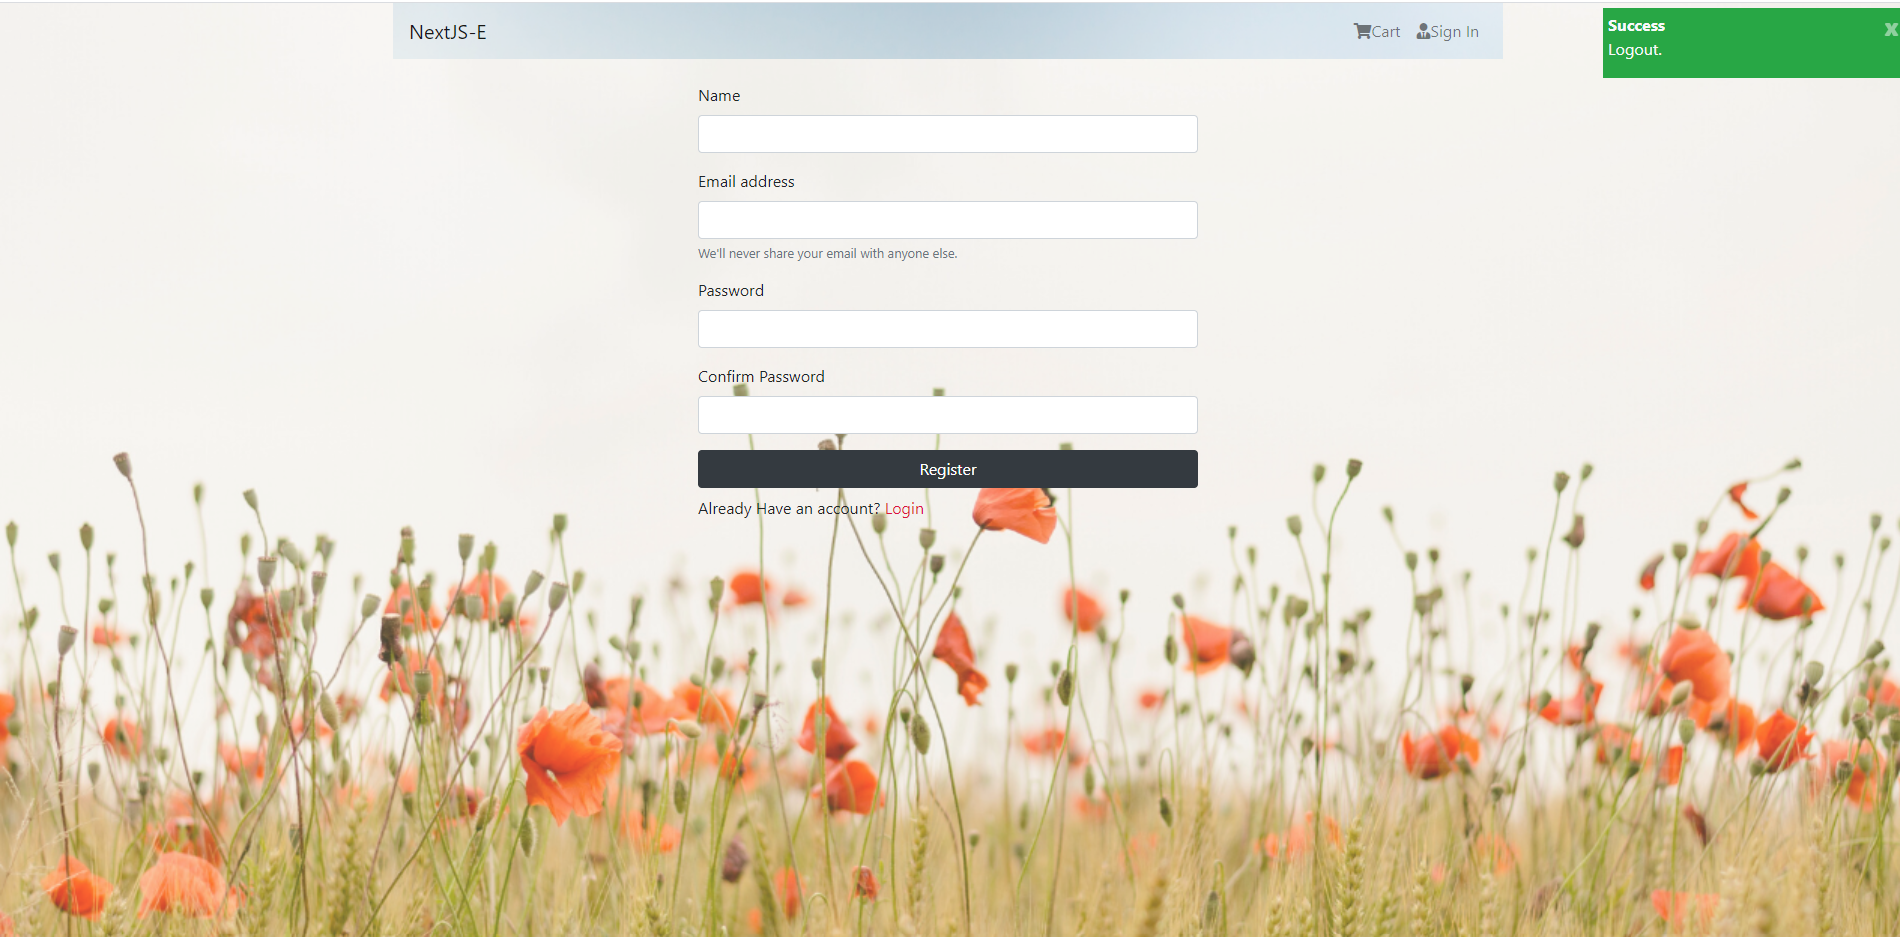 NextJS-E
Cart
Sign In
Success
x
Logout.
Name
Email address
We'll never share your email with anyone else.
Password
Confirm Password
Register
Already Have an account? Login